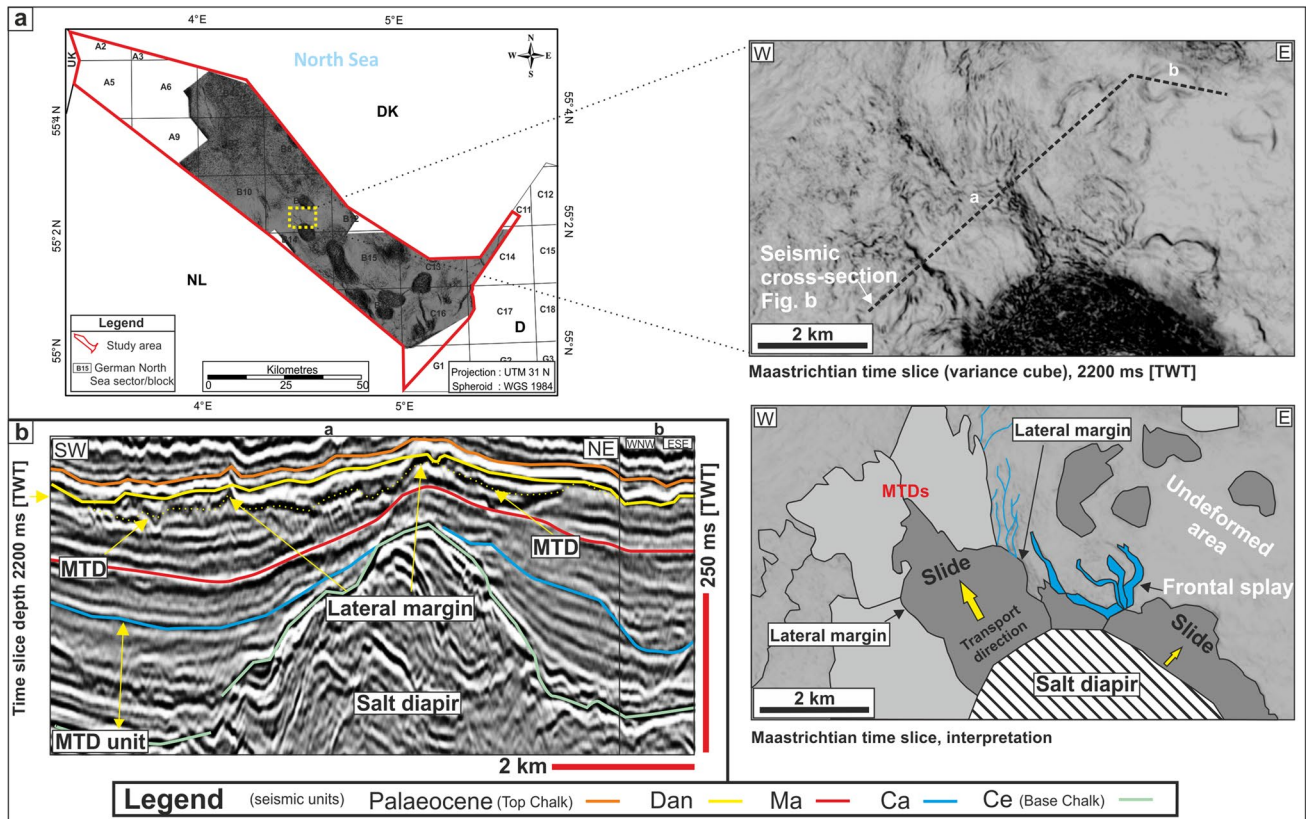 a
4°E
5°E
North Sea
N
W E
S
UK
A2
A3
A5
A6
A9
DK
55°4'N
55°4'N
B10
B12
C12
C11
55°2'N
55°2'N
B15
C13
C14
C15
NL
C16
C17
C18
D
55°N
55°N
G1
G2
G3
Legend
Study area
B15 German North
Sea sector/block
Kilometres
0 25 50
Projection : UTM 31 N
Spheroid : WGS 1984
4°E
5°E
W
E
b
a
Seismic
cross-section
Fig. b
2 km
Maastrichtian time slice (variance cube), 2200 ms [TWT]
b
a
b
SW
NE
WNW
ESE
Time slice depth 2200 ms [TWT]
MTD
MTD
Lateral margin
Salt diapir
MTD unit
250 ms [TWT]
2 km
W
E
Lateral margin
MTDs
Undeformed
area
Slide
Frontal splay
Transport
direction
Lateral margin
Slide
Salt diapir
2 km
Maastrichtian time slice, interpretation
Legend (seismic units) Palaeocene (Top Chalk) Dan Ma Ca Ce (Base Chalk)